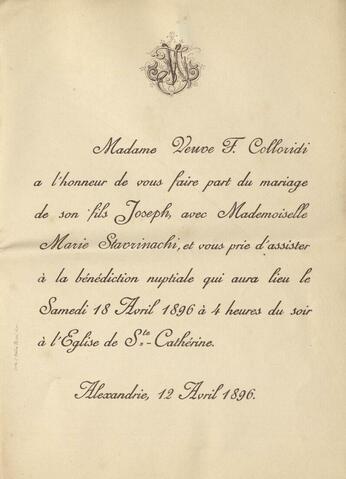 Madame Veuve F. Colloridi
a l'honneur de vous faire part du mariage
de son fils Joseph, avec Mademoiselle
Marie Stavrinachi, et vous prie d'assister
à la bénédiction nuptiale qui aura lieu le
Samedi 18 Avril 1896 à 4 heures du soir
à l'Eglise de Ste-Cathérine.
Alexandrie, 12 Avril 1896.